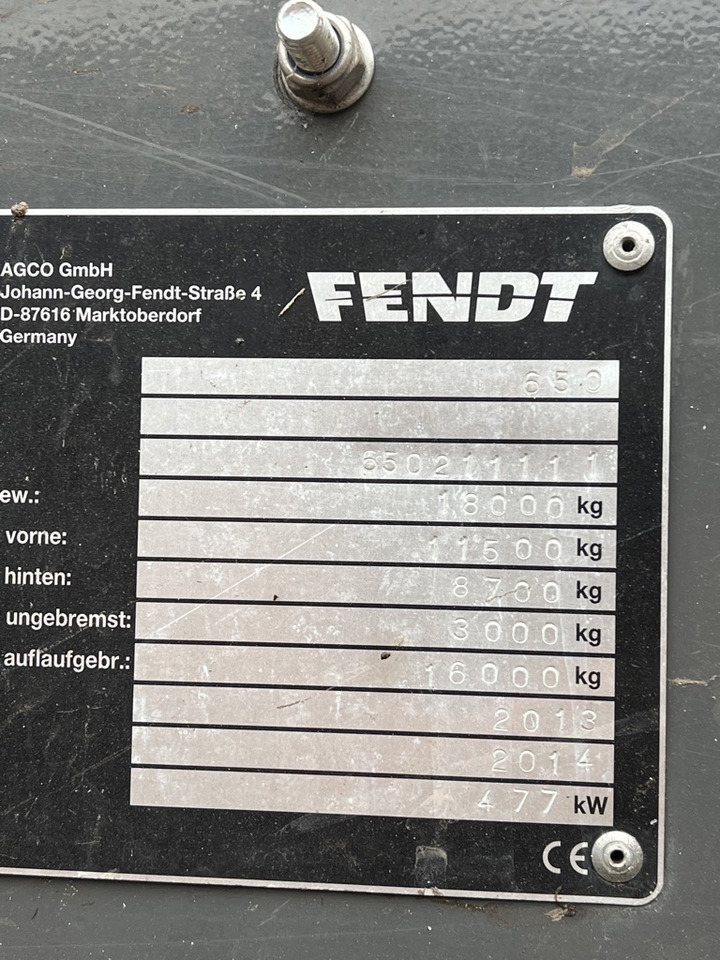 AGCO GmbH
Johann-Georg-Fendt-Straße 4
D-87616 Marktoberdorf
Germany
FENDT
650
650211111
ew.: 18000 kg
vorne: 11500 kg
hinten: 8700 kg
ungebremst: 3000 kg
auflaufgebr.: 16000 kg
2013
2014
477 kW
CE